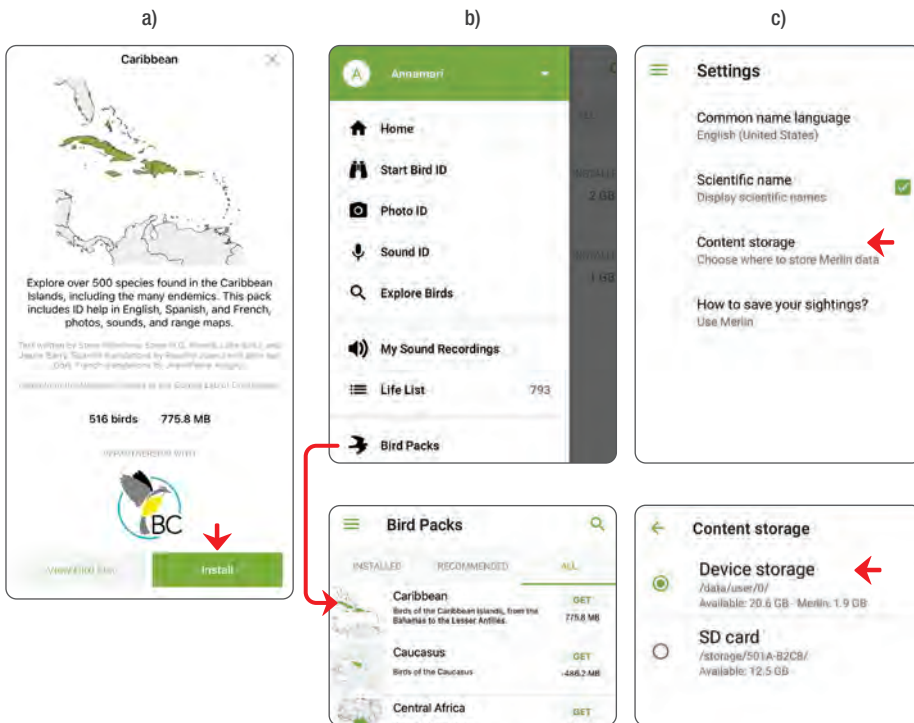 a)
Caribbean
Explore over 500 species found in the Caribbean
Islands, including the many endemics. This pack
includes ID help in English, Spanish, and French,
photos, sounds, and range maps.
516 birds 775.8 MB
IN PARTNERSHIP WITH
BC
Install
b)
A Annamari
Home
Start Bird ID
Photo ID
Sound ID
Explore Birds
My Sound Recordings
Life List 793
Bird Packs
ALL
2 GB
1 GB
Bird Packs
INSTALLED RECOMMENDED ALL
Caribbean GET
Birds of the Caribbean islands, from the
Bahamas to the Lesser Antilles. 775.8 MB
Caucasus GET
Birds of the Caucasus -486.2 MB
Central Africa GET
c)
Settings
Common name language
English (United States)
Scientific name
Display scientific names
Content storage
Choose where to store Merlin data
How to save your sightings?
Use Merlin
Content storage
Device storage
/data/user/0/
Available: 20.6 GB - Merlin: 1.9 GB
SD card
/storage/501A-B2C8/
Available: 12.5 GB